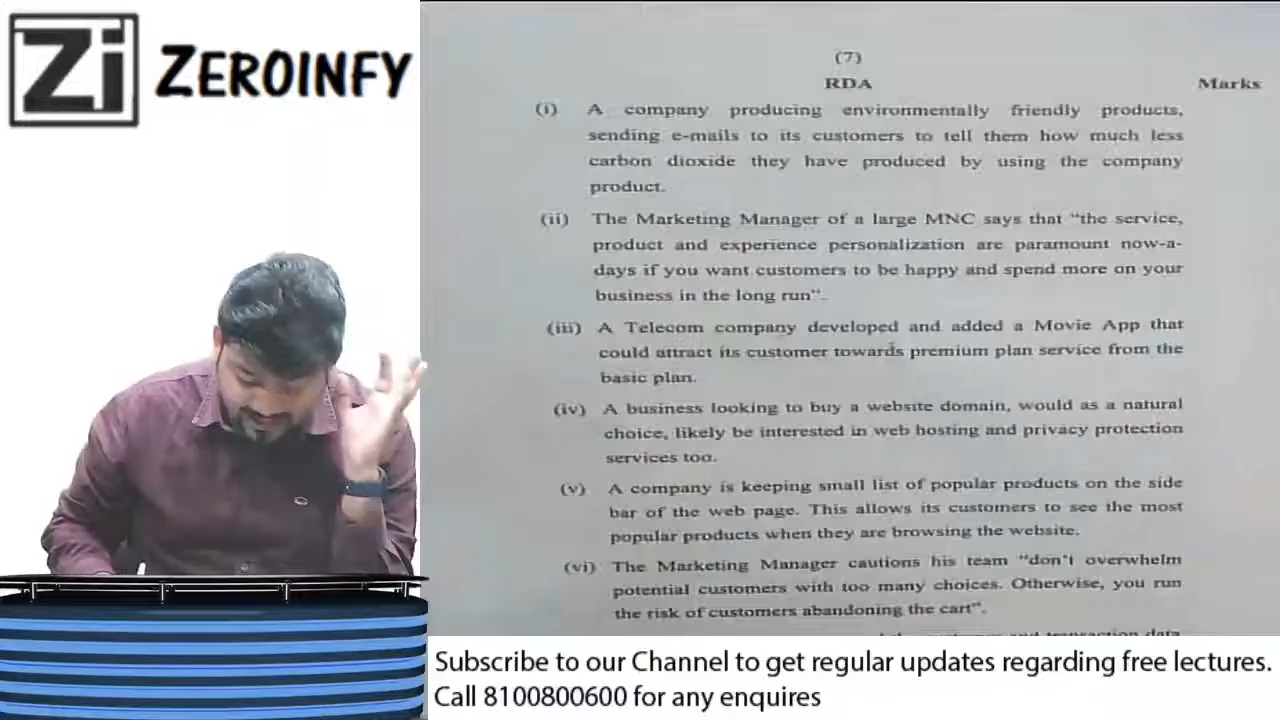 Zi ZEROINFY
(7)
RDA Marks
(i) A company producing environmentally friendly products,
sending e-mails to its customers to tell them how much less
carbon dioxide they have produced by using the company
product.
(ii) The Marketing Manager of a large MNC says that "the service,
product and experience personalization are paramount now-a-
days if you want customers to be happy and spend more on your
business in the long run".
(iii) A Telecom company developed and added a Movie App that
could attract its customer towards premium plan service from the
basic plan.
(iv) A business looking to buy a website domain, would as a natural
choice, likely be interested in web hosting and privacy protection
services too.
(v) A company is keeping small list of popular products on the side
bar of the web page. This allows its customers to see the most
popular products when they are browsing the website.
(vi) The Marketing Manager cautions his team "don't overwhelm
potential customers with too many choices. Otherwise, you run
the risk of customers abandoning the cart".
and transaction data
Subscribe to our Channel to get regular updates regarding free lectures.
Call 8100800600 for any enquires